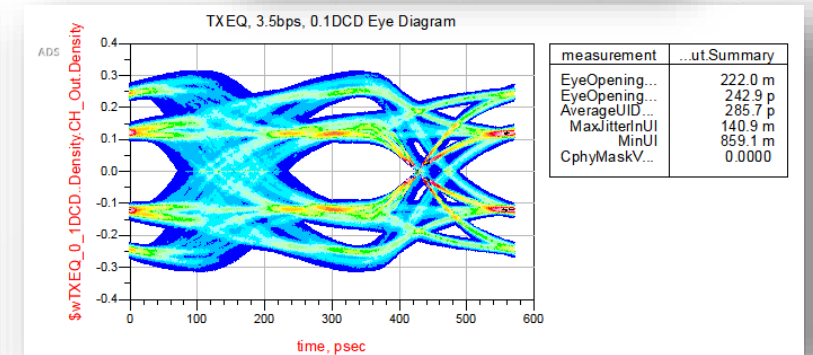 TXEQ, 3.5bps, 0.1DCD Eye Diagram
ADS
$wTXEQ_0_1DCD..Density.CH_Out.Density
0.4
0.3
0.2
0.1
0.0
-0.1
-0.2
-0.3
-0.4
0 100 200 300 400 500 600
time, psec
measurement ...ut.Summary
EyeOpening... 222.0 m
EyeOpening... 242.9 p
AverageUID... 285.7 p
MaxJitterInUI 140.9 m
MinUI 859.1 m
CphyMaskV... 0.0000